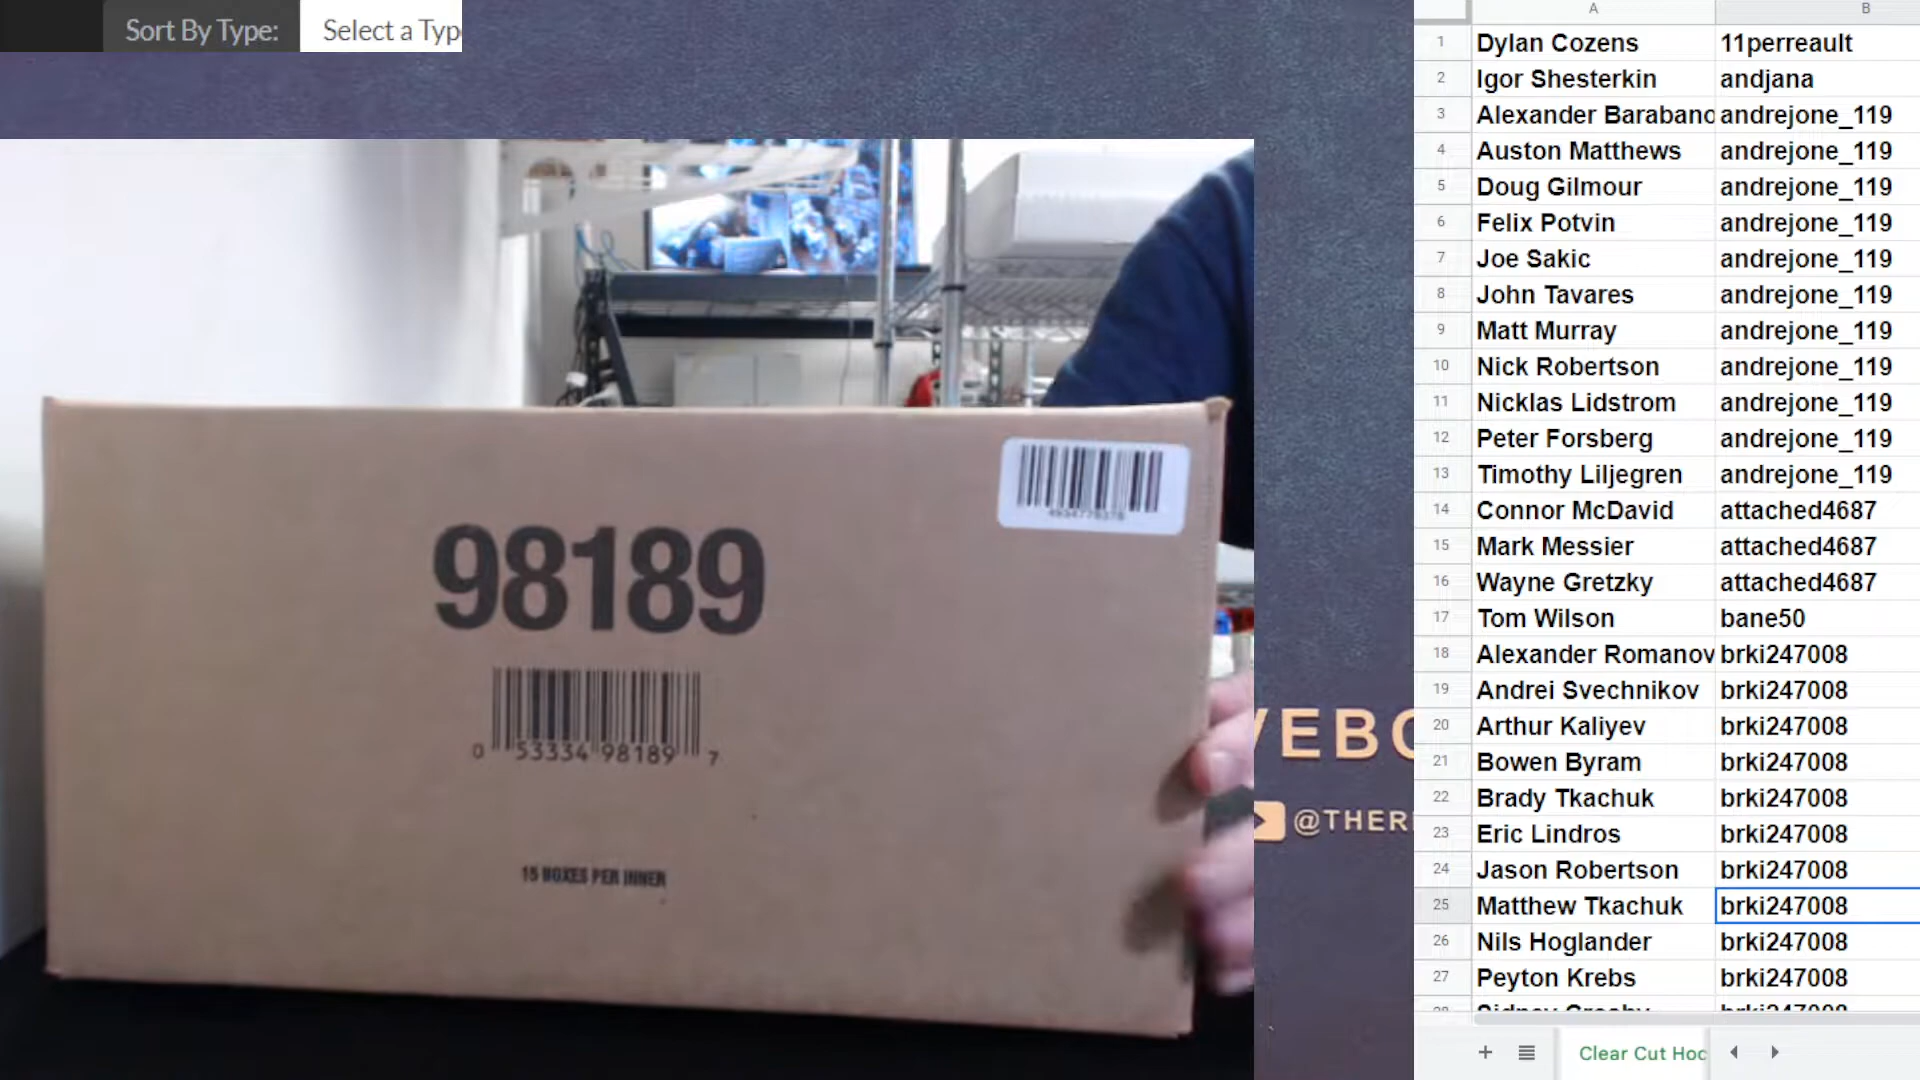 Sort By Type: Select a Typ
98189
0 53334 98189 7
15 BOXES PER INNER
VEBO
@THER
A B
1 Dylan Cozens 11perreault
2 Igor Shesterkin andjana
3 Alexander Barabano andrejone_119
4 Auston Matthews andrejone_119
5 Doug Gilmour andrejone_119
6 Felix Potvin andrejone_119
7 Joe Sakic andrejone_119
8 John Tavares andrejone_119
9 Matt Murray andrejone_119
10 Nick Robertson andrejone_119
11 Nicklas Lidstrom andrejone_119
12 Peter Forsberg andrejone_119
13 Timothy Liljegren andrejone_119
14 Connor McDavid attached4687
15 Mark Messier attached4687
16 Wayne Gretzky attached4687
17 Tom Wilson bane50
18 Alexander Romanov brki247008
19 Andrei Svechnikov brki247008
20 Arthur Kaliyev brki247008
21 Bowen Byram brki247008
22 Brady Tkachuk brki247008
23 Eric Lindros brki247008
24 Jason Robertson brki247008
25 Matthew Tkachuk brki247008
26 Nils Hoglander brki247008
27 Peyton Krebs brki247008
28 Sidney Crosby brki247008
Clear Cut Hoc